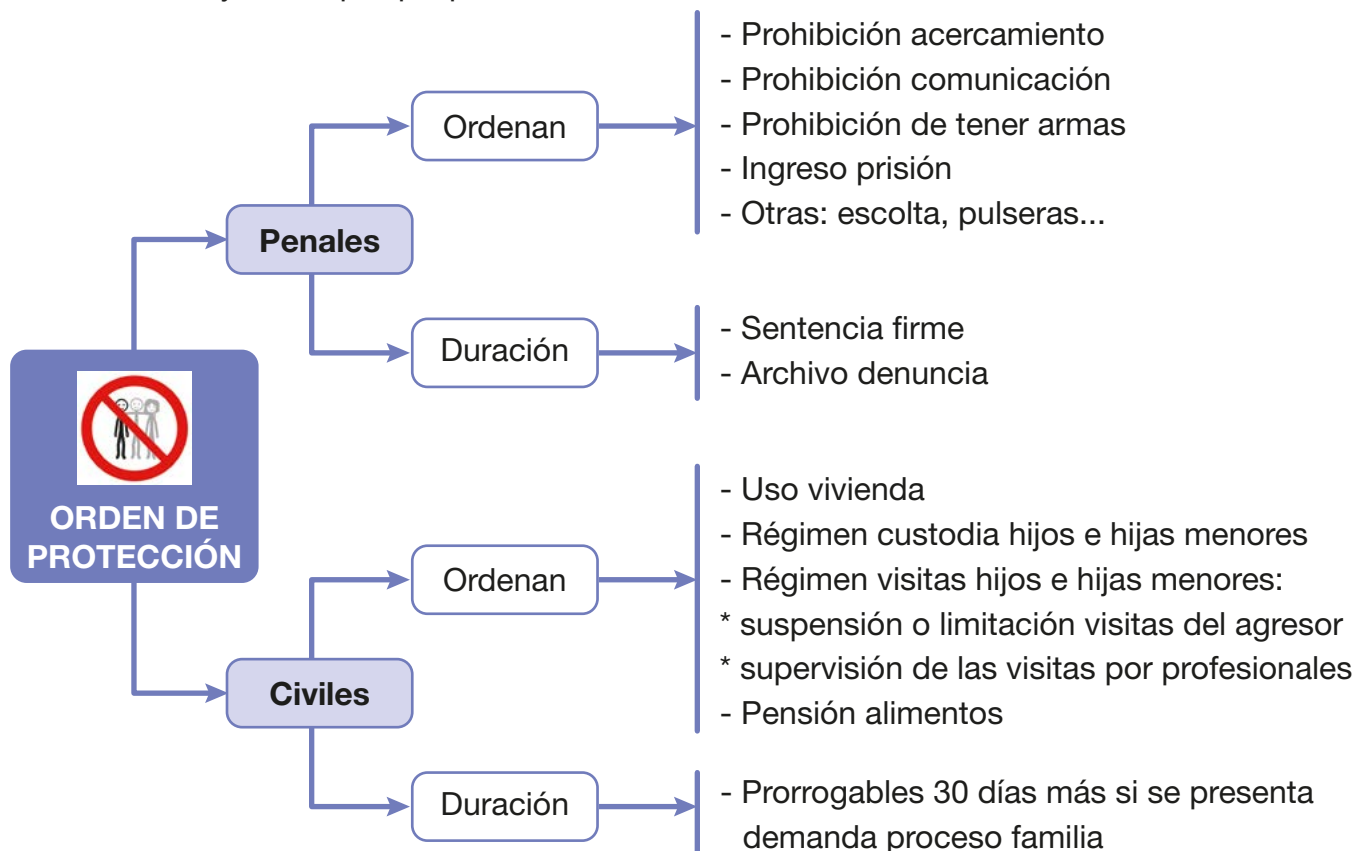 - Prohibición acercamiento
- Prohibición comunicación
Ordenan
- Prohibición de tener armas
- Ingreso prisión
- Otras: escolta, pulseras...
Penales
Duración
- Sentencia firme
- Archivo denuncia
ORDEN DE
PROTECCIÓN
- Uso vivienda
- Régimen custodia hijos e hijas menores
Ordenan
- Régimen visitas hijos e hijas menores:
* suspensión o limitación visitas del agresor
* supervisión de las visitas por profesionales
- Pensión alimentos
Civiles
Duración
- Prorrogables 30 días más si se presenta
demanda proceso familia